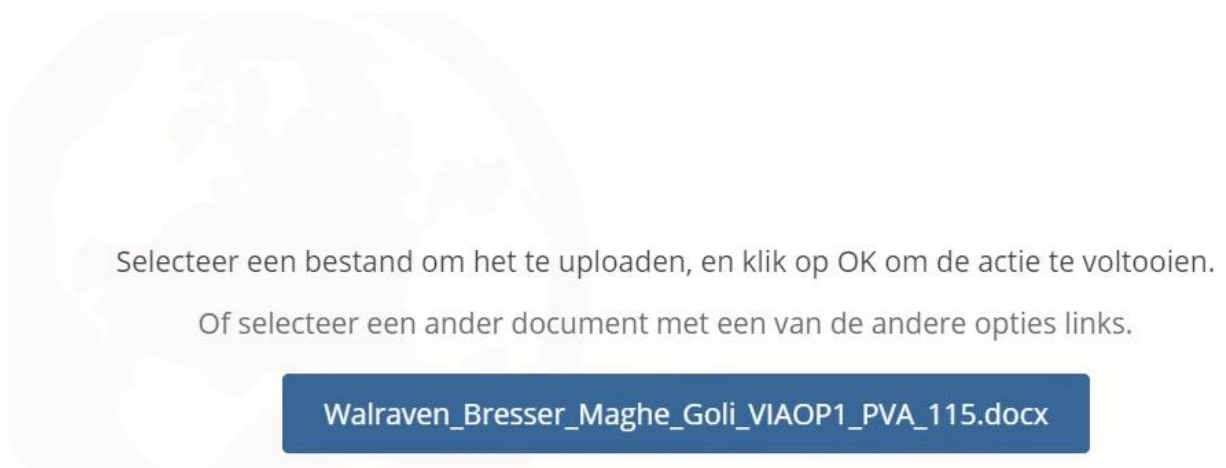 Selecteer een bestand om het te uploaden, en klik op OK om de actie te voltooien.
Of selecteer een ander document met een van de andere opties links.
Walraven_Bresser_Maghe_Goli_VIAOP1_PVA_115.docx